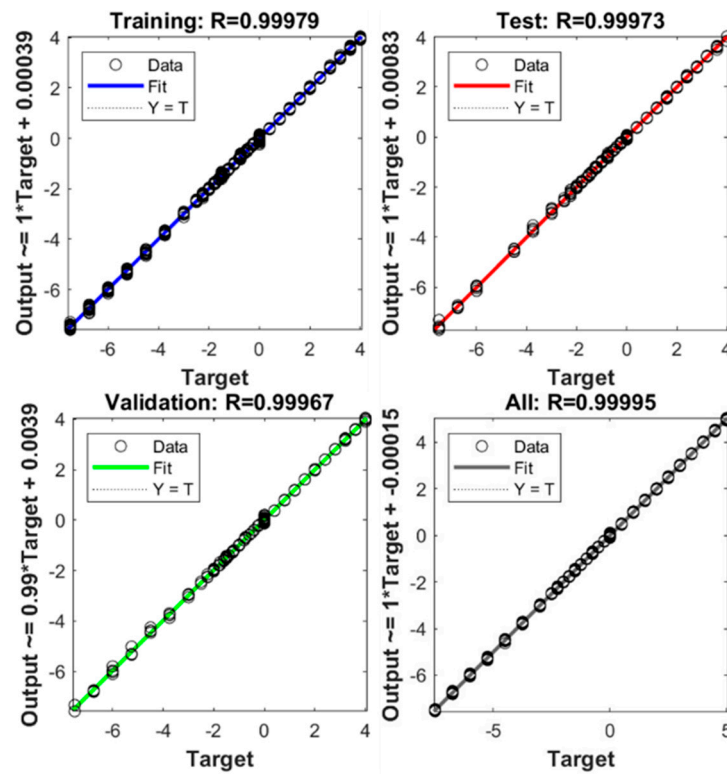 Training: R=0.99979
Output ~= 1*Target + 0.00039
4
2
0
-2
-4
-6
Data
Fit
Y = T
-6 -4 -2 0 2 4
Target
Test: R=0.99973
Output ~= 1*Target + 0.00083
4
2
0
-2
-4
-6
Data
Fit
Y = T
-6 -4 -2 0 2 4
Target
Validation: R=0.99967
Output ~= 0.99*Target + 0.0039
4
2
0
-2
-4
-6
Data
Fit
Y = T
-6 -4 -2 0 2 4
Target
All: R=0.99995
Output ~= 1*Target + -0.00015
4
2
0
-2
-4
-6
Data
Fit
Y = T
-5 0 5
Target